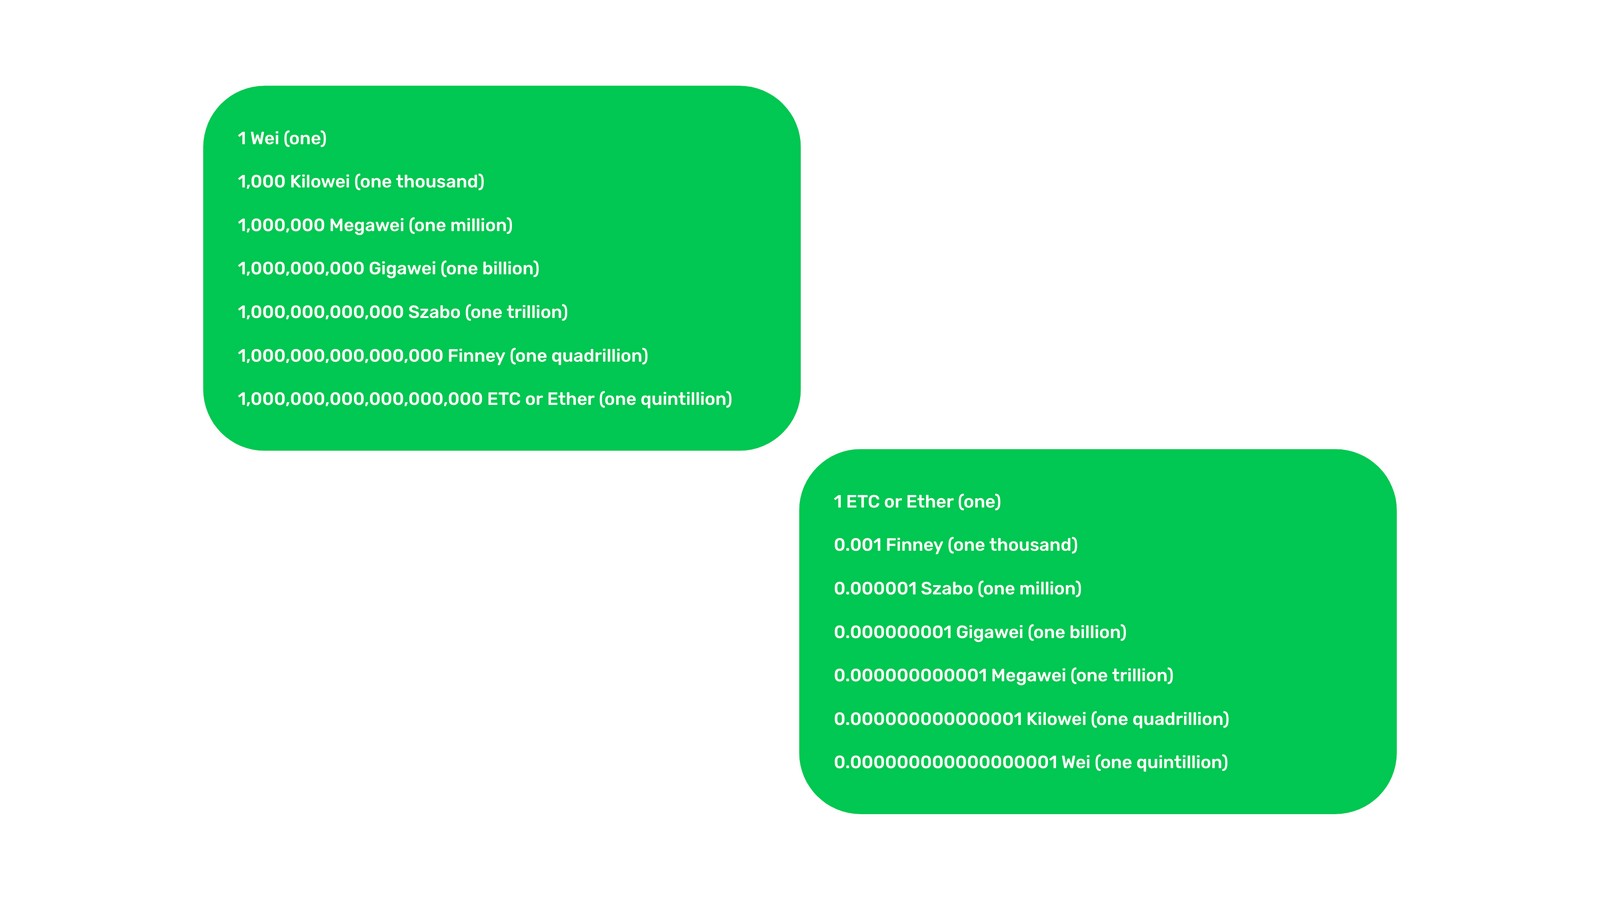 1 Wei (one)
1,000 Kilowei (one thousand)
1,000,000 Megawei (one million)
1,000,000,000 Gigawei (one billion)
1,000,000,000,000 Szabo (one trillion)
1,000,000,000,000,000 Finney (one quadrillion)
1,000,000,000,000,000,000 ETC or Ether (one quintillion)
1 ETC or Ether (one)
0.001 Finney (one thousand)
0.000001 Szabo (one million)
0.000000001 Gigawei (one billion)
0.000000000001 Megawei (one trillion)
0.000000000000001 Kilowei (one quadrillion)
0.000000000000000001 Wei (one quintillion)